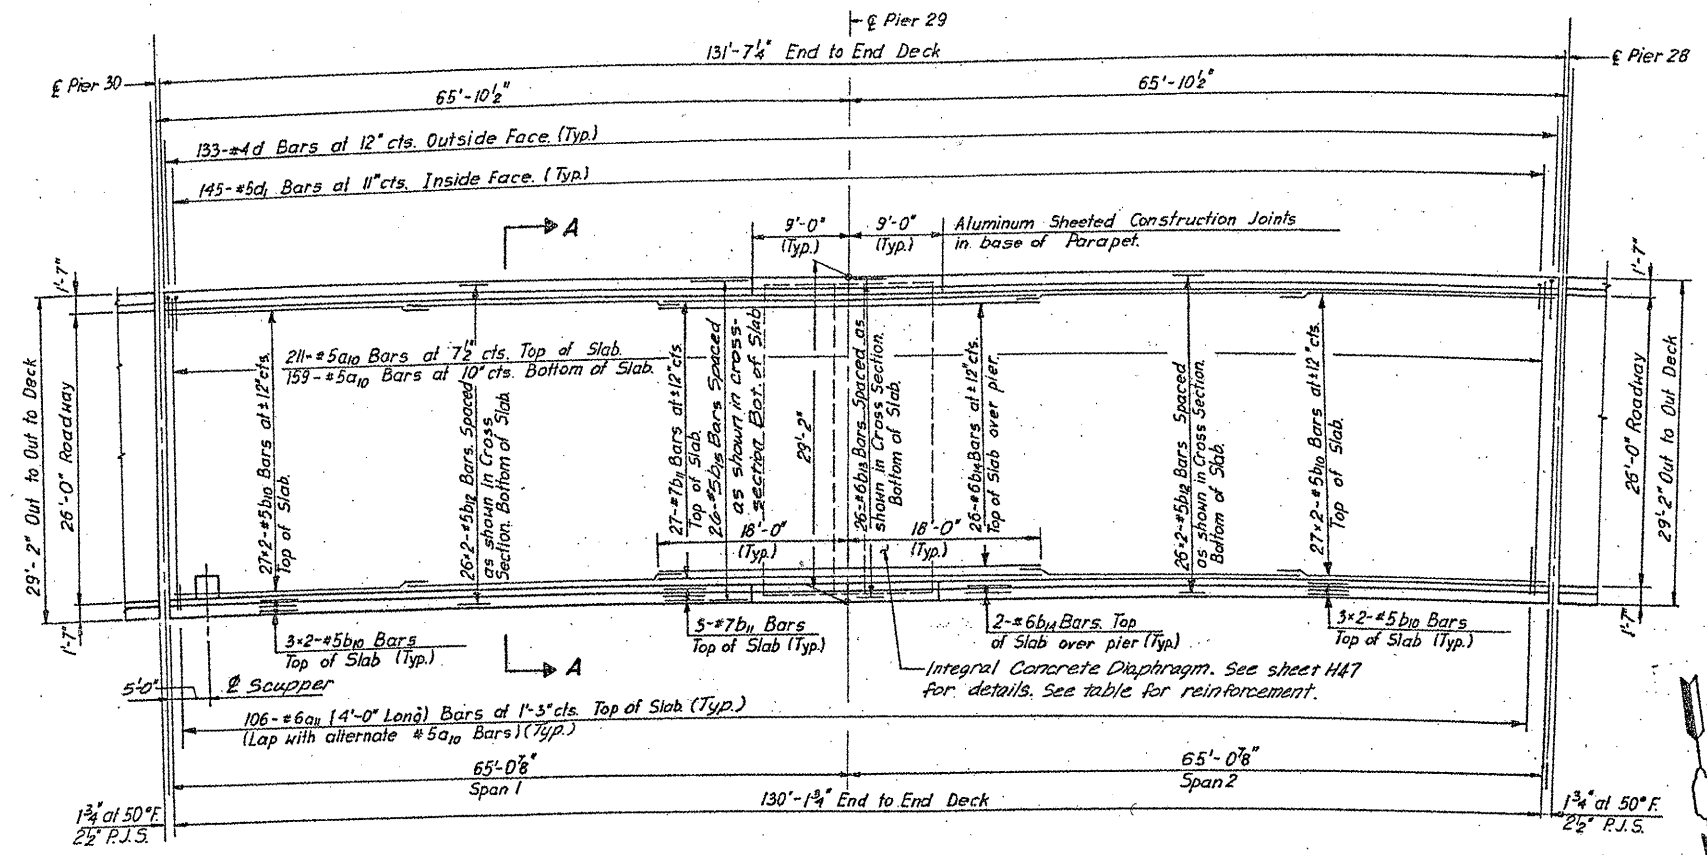 ℄ Pier 29
131'-7¼" End to End Deck
℄ Pier 30
℄ Pier 28
65'-10½"
65'-10½"
133-#4d Bars at 12" cts. Outside Face. (Typ.)
145-#5d₁ Bars at 11" cts. Inside Face. (Typ.)
A
9'-0"
(Typ.)
9'-0"
(Typ.)
Aluminum Sheeted Construction Joints
in base of Parapet.
1'-7"
1'-7"
29'-2" Out to Out Deck
26'-0" Roadway
1'-7"
27×2-#5b₁₀ Bars at ±12" cts.
Top of Slab.
211-#5a₁₀ Bars at 7½" cts. Top of Slab.
159-#5a₁₀ Bars at 10" cts. Bottom of Slab.
26×2-#5b₁₂ Bars. Spaced
as shown in Cross
Section. Bottom of Slab.
27-#7b₁₁ Bars at ±12" cts.
Top of Slab.
26-#5b₁₅ Bars Spaced
as shown in cross-
section Bot. of Slab
29'-2"
26-#6b₁₃ Bars. Spaced as
shown in Cross Section.
Bottom of Slab.
26-#6b₁₄ Bars at ±12" cts.
Top of Slab over pier.
26×2-#5b₁₂ Bars Spaced
as shown in Cross Section.
Bottom of Slab.
27×2-#5b₁₀ Bars at ±12" cts.
Top of Slab.
26'-0" Roadway
29'-2" Out to Out Deck
1'-7"
18'-0"
(Typ.)
18'-0"
(Typ.)
3×2-#5b₁₀ Bars
Top of Slab (Typ.)
A
5-#7b₁₁ Bars
Top of Slab (Typ.)
2-#6b₁₄ Bars. Top
of Slab over pier (Typ.)
3×2-#5b₁₀ Bars
Top of Slab (Typ.)
Integral Concrete Diaphragm. See sheet H47
for details. See table for reinforcement.
5'-0"
℄ Scupper
106-#6a₁₁ (4'-0" Long) Bars at 1'-3" cts. Top of Slab. (Typ.)
(Lap with alternate #5a₁₀ Bars) (Typ.)
65'-0⅞"
Span 1
65'-0⅞"
Span 2
130'-1¾" End to End Deck
1¾" at 50°F.
2½" P.J.S.
1¾" at 50°F.
2½" P.J.S.